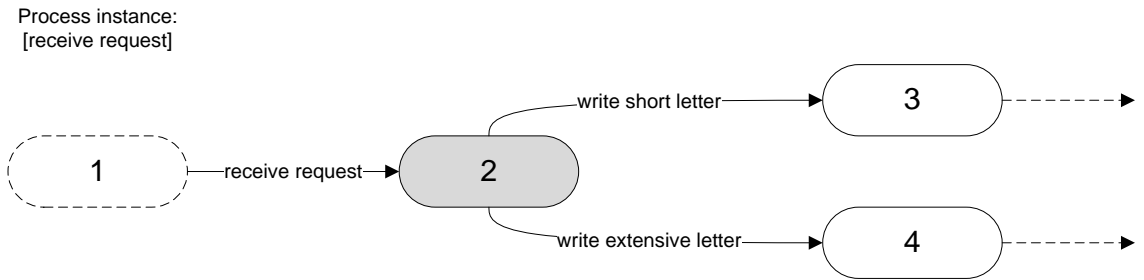 Process instance:
[receive request]
write short letter
3
1
receive request
2
write extensive letter
4